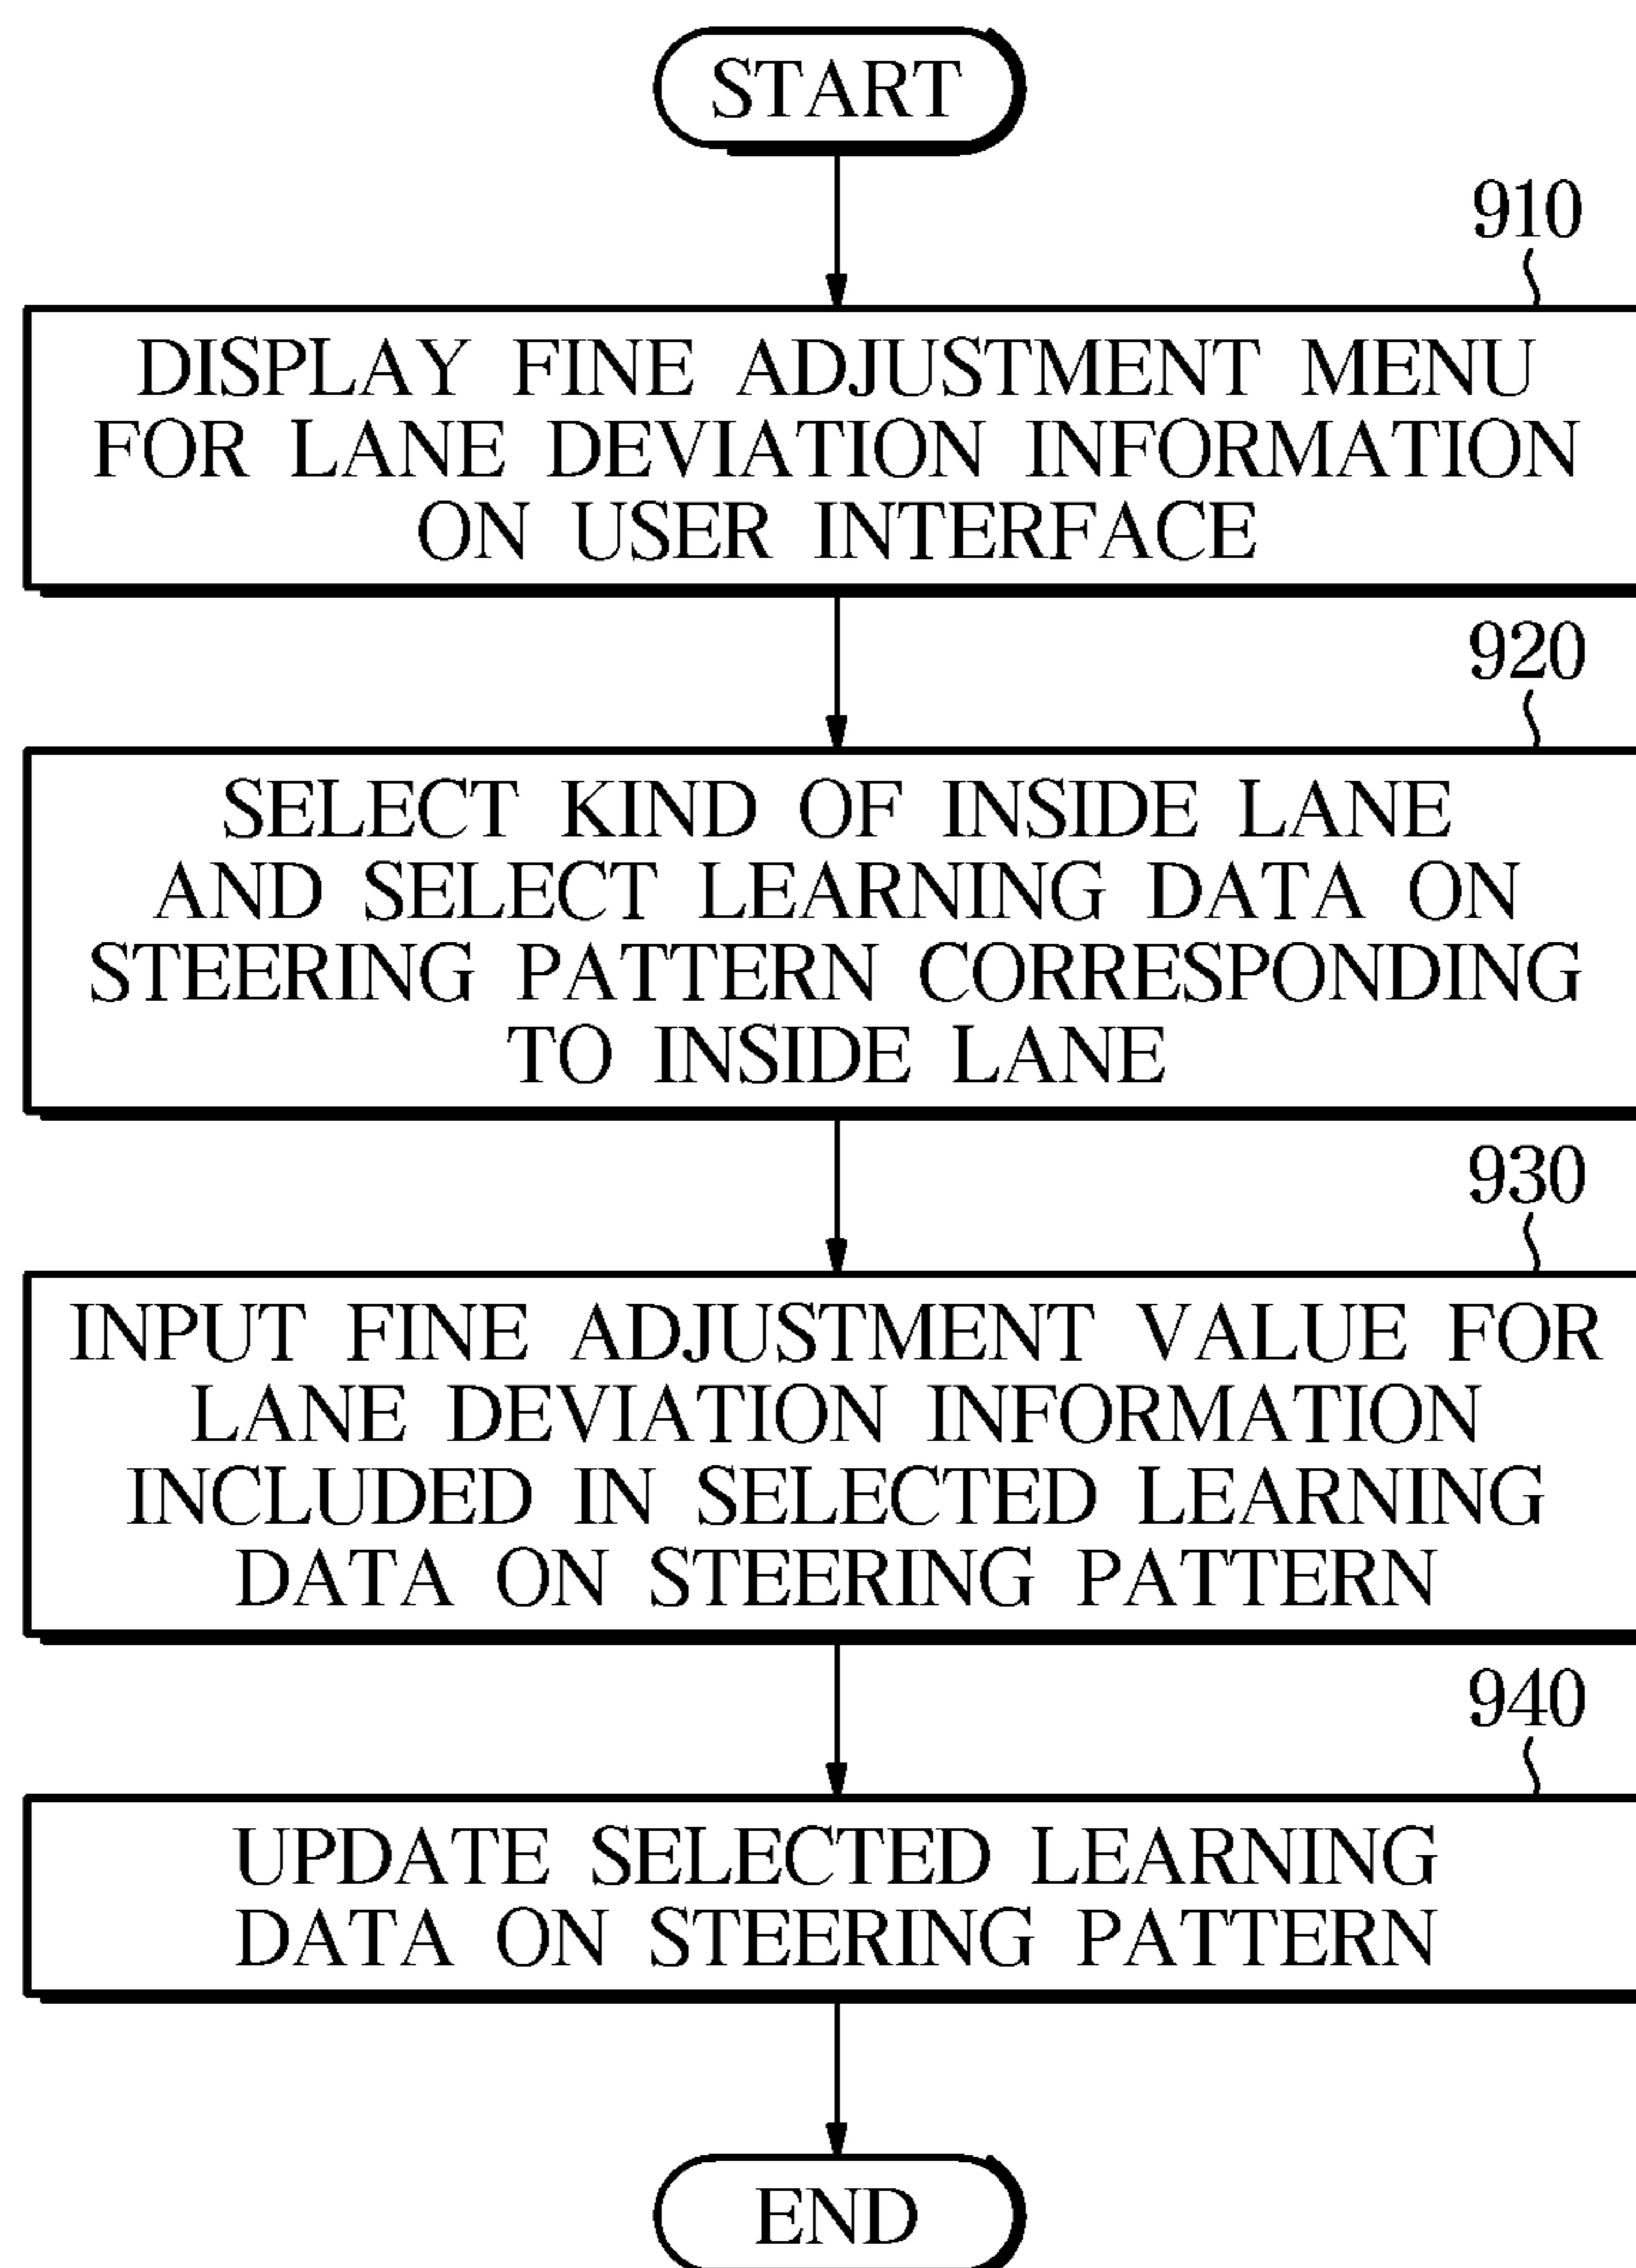 START
910
DISPLAY FINE ADJUSTMENT MENU
FOR LANE DEVIATION INFORMATION
ON USER INTERFACE
920
SELECT KIND OF INSIDE LANE
AND SELECT LEARNING DATA ON
STEERING PATTERN CORRESPONDING
TO INSIDE LANE
930
INPUT FINE ADJUSTMENT VALUE FOR
LANE DEVIATION INFORMATION
INCLUDED IN SELECTED LEARNING
DATA ON STEERING PATTERN
940
UPDATE SELECTED LEARNING
DATA ON STEERING PATTERN
END